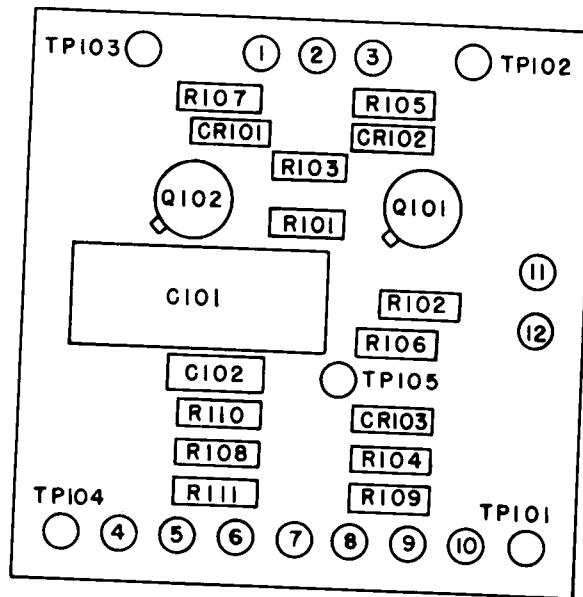 TP103 1 2 3 TP102
R107 R105
CR101 CR102
R103
Q102 R101 Q101
11
C101 R102
12
R106
C102 TP105
R110 CR103
R108 R104
R111 R109
TP104 TP101
4 5 6 7 8 9 10